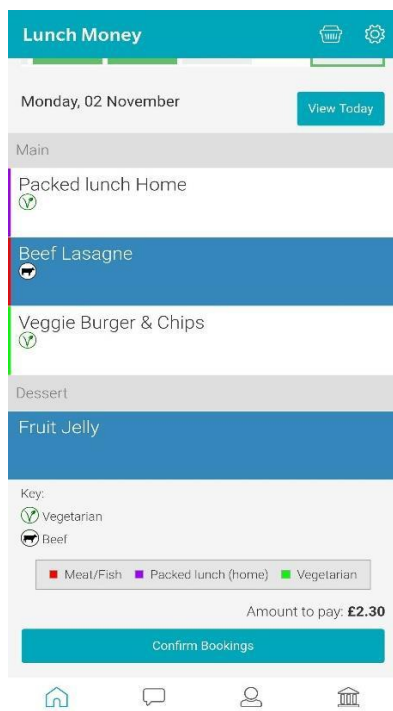 Lunch Money
Monday, 02 November
View Today
Main
Packed lunch Home
Beef Lasagne
Veggie Burger & Chips
Dessert
Fruit Jelly
Key:
Vegetarian
Beef
Meat/Fish Packed lunch (home) Vegetarian
Amount to pay: £2.30
Confirm Bookings